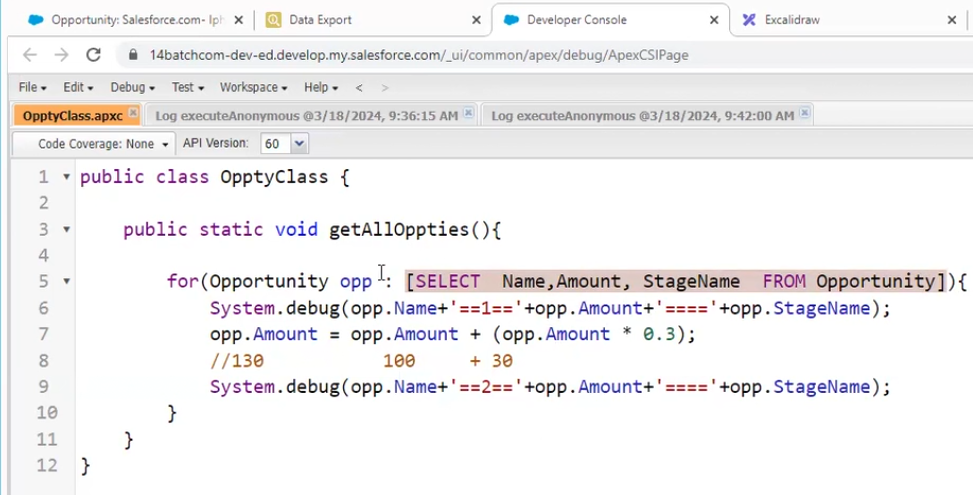 Opportunity: Salesforce.com- Iph × Data Export × Developer Console × Excalidraw ×
14batchcom-dev-ed.develop.my.salesforce.com/_ui/common/apex/debug/ApexCSIPage
File Edit Debug Test Workspace Help < >
OpptyClass.apxc Log executeAnonymous @3/18/2024, 9:36:15 AM Log executeAnonymous @3/18/2024, 9:42:00 AM
Code Coverage: None API Version: 60
1 public class OpptyClass {
2
3 public static void getAllOppties(){
4
5 for(Opportunity opp : [SELECT Name,Amount, StageName FROM Opportunity]){
6 System.debug(opp.Name+'==1=='+opp.Amount+'===='+opp.StageName);
7 opp.Amount = opp.Amount + (opp.Amount * 0.3);
8 //130 100 + 30
9 System.debug(opp.Name+'==2=='+opp.Amount+'===='+opp.StageName);
10 }
11 }
12 }